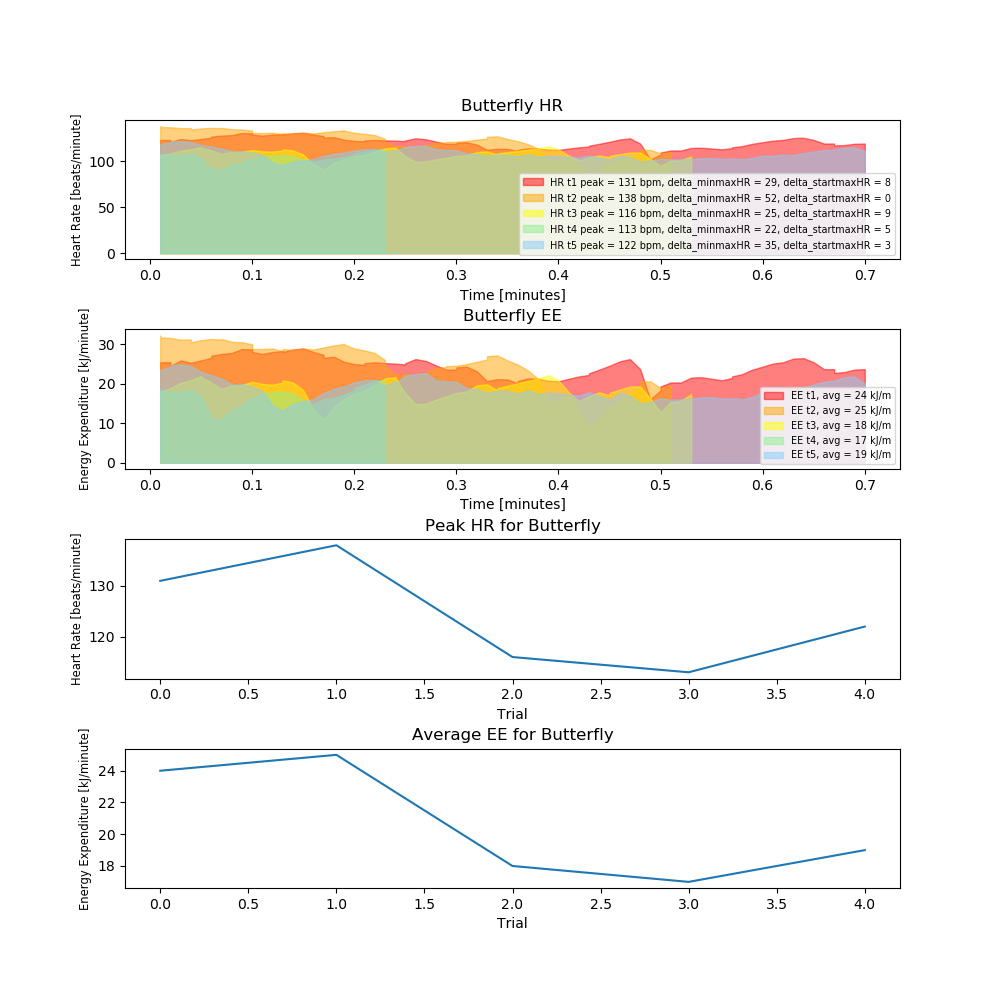 Butterfly HR
Heart Rate [beats/minute]
100
50
0
HR t1 peak = 131 bpm, delta_minmaxHR = 29, delta_startmaxHR = 8
HR t2 peak = 138 bpm, delta_minmaxHR = 52, delta_startmaxHR = 0
HR t3 peak = 116 bpm, delta_minmaxHR = 25, delta_startmaxHR = 9
HR t4 peak = 113 bpm, delta_minmaxHR = 22, delta_startmaxHR = 5
HR t5 peak = 122 bpm, delta_minmaxHR = 35, delta_startmaxHR = 3
0.0 0.1 0.2 0.3 0.4 0.5 0.6 0.7
Time [minutes]
Butterfly EE
Energy Expenditure [kJ/minute]
30
20
10
0
EE t1, avg = 24 kJ/m
EE t2, avg = 25 kJ/m
EE t3, avg = 18 kJ/m
EE t4, avg = 17 kJ/m
EE t5, avg = 19 kJ/m
0.0 0.1 0.2 0.3 0.4 0.5 0.6 0.7
Time [minutes]
Peak HR for Butterfly
Heart Rate [beats/minute]
130
120
0.0 0.5 1.0 1.5 2.0 2.5 3.0 3.5 4.0
Trial
Average EE for Butterfly
Energy Expenditure [kJ/minute]
24
22
20
18
0.0 0.5 1.0 1.5 2.0 2.5 3.0 3.5 4.0
Trial